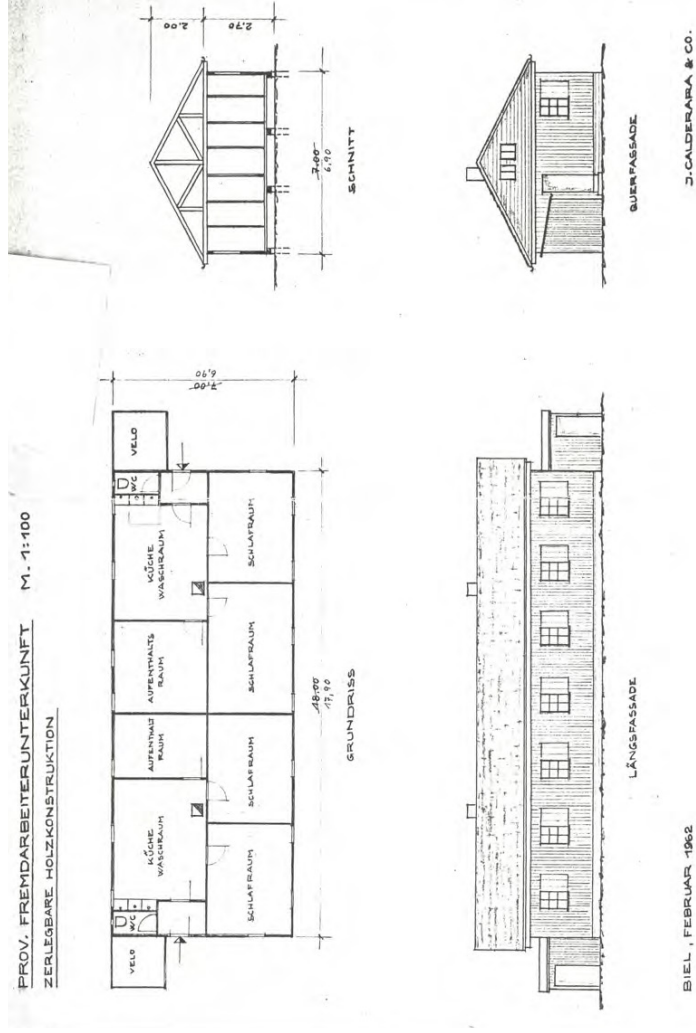 PROV. FREMDARBEITERUNTERKUNFT M. 1:100
ZERLEGBARE HOLZKONSTRUKTION
VELO
WC
KÜCHE
WASCHRAUM
AUFENTHALT
RAUM
AUFENTHALTS
RAUM
KÜCHE
WASCHRAUM
WC
VELO
SCHLAFRAUM
SCHLAFRAUM
SCHLAFRAUM
SCHLAFRAUM
7.00
6,90
18.00
17,90
GRUNDRISS
2.00
2.70
7.00
6,90
SCHNITT
LÄNGSFASSADE
QUERFASSADE
BIEL, FEBRUAR 1962
J. CALDERARA & CO.